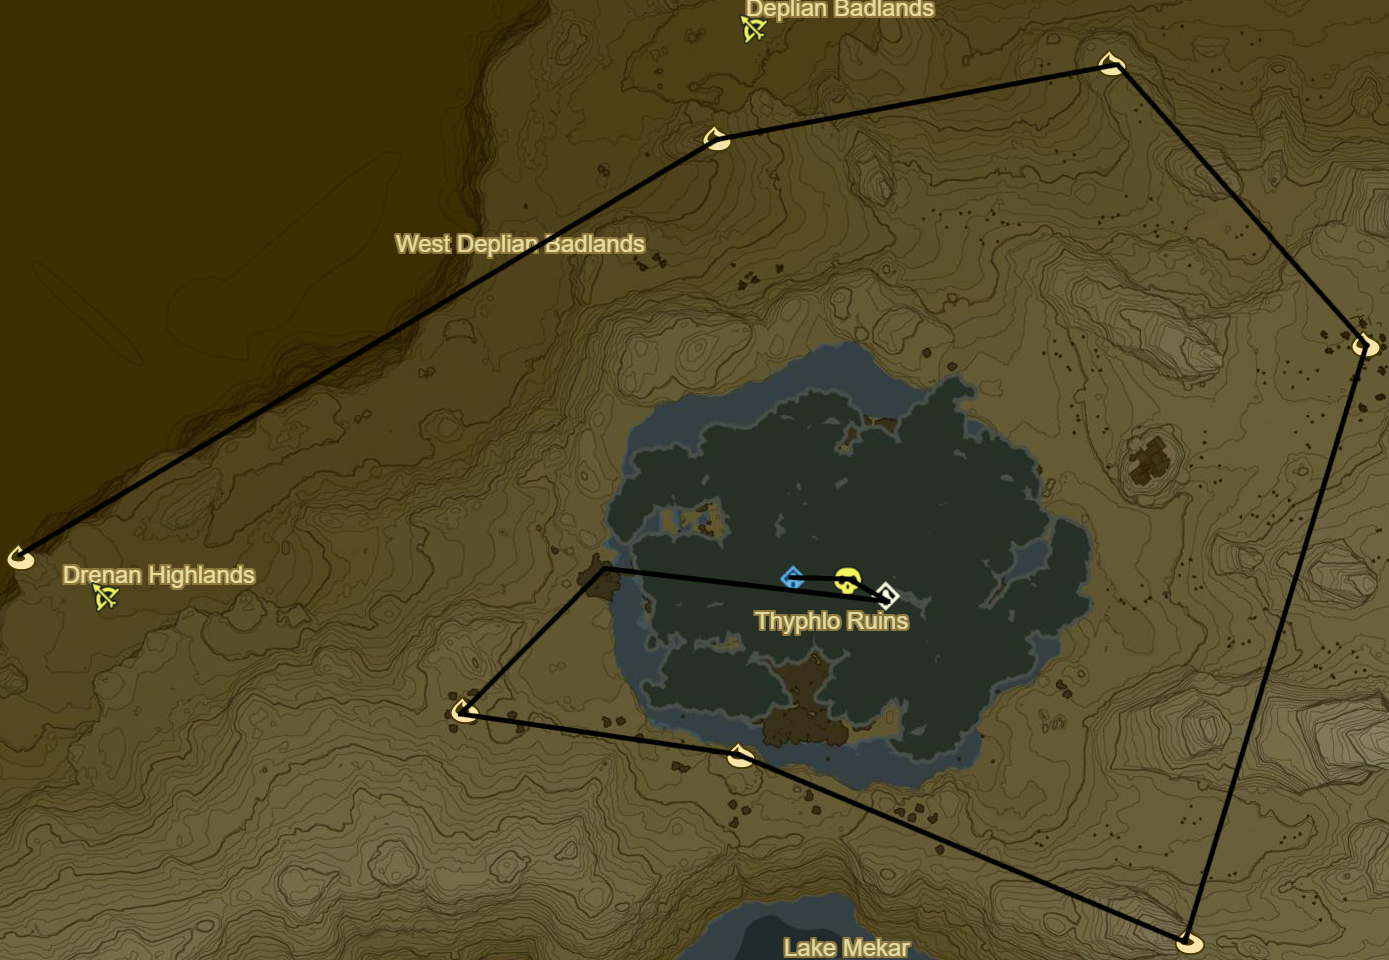 Deplian Badlands
West Deplian Badlands
Drenan Highlands
Thyphlo Ruins
Lake Mekar